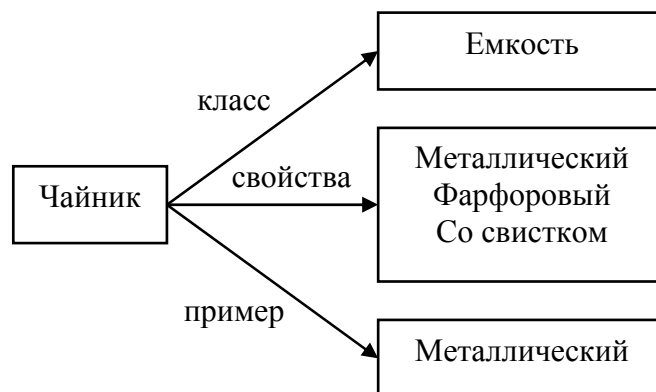 Емкость
класс
Чайник
свойства
Металлический
Фарфоровый
Со свистком
пример
Металлический